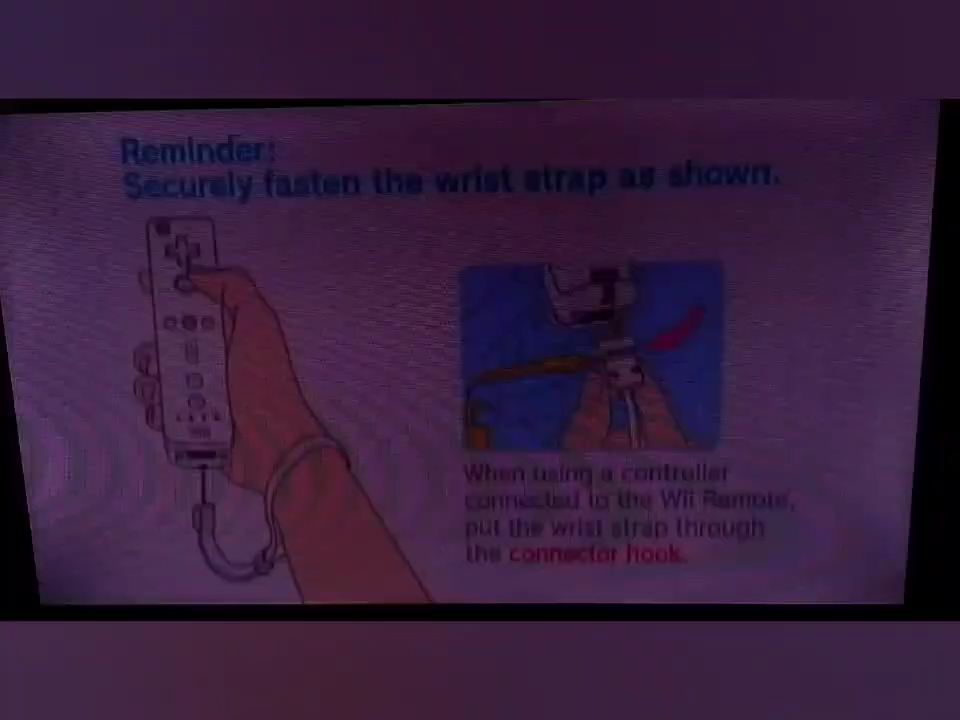 Reminder:
Securely fasten the wrist strap as shown.
When using a controller
connected to the Wii Remote,
put the wrist strap through
the connector hook.